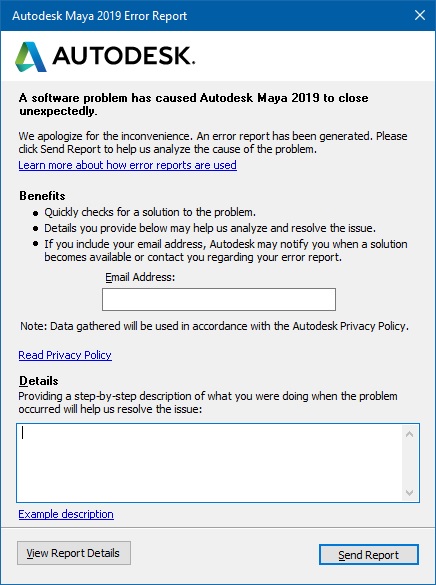 Autodesk Maya 2019 Error Report
AUTODESK.
A software problem has caused Autodesk Maya 2019 to close
unexpectedly.
We apologize for the inconvenience. An error report has been generated. Please
click Send Report to help us analyze the cause of the problem.
Learn more about how error reports are used
Benefits
• Quickly checks for a solution to the problem.
• Details you provide below may help us analyze and resolve the issue.
• If you include your email address, Autodesk may notify you when a solution
becomes available or contact you regarding your error report.
Email Address:
Note: Data gathered will be used in accordance with the Autodesk Privacy Policy.
Read Privacy Policy
Details
Providing a step-by-step description of what you were doing when the problem
occurred will help us resolve the issue:
Example description
View Report Details
Send Report